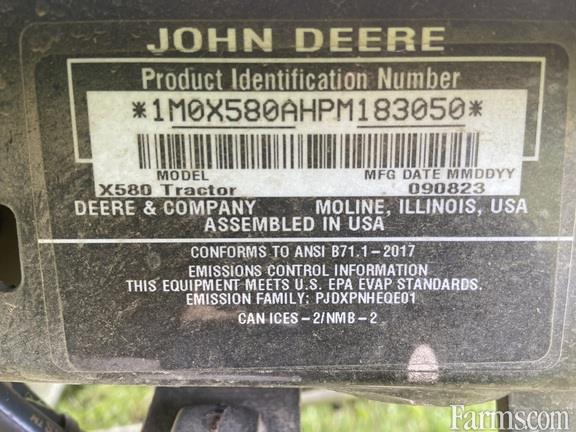 JOHN DEERE
Product Identification Number
*1M0X580AHPM183050*
MODEL MFG DATE MMDDYY
X580 Tractor 090823
DEERE & COMPANY MOLINE, ILLINOIS, USA
ASSEMBLED IN USA
CONFORMS TO ANSI B71.1-2017
EMISSIONS CONTROL INFORMATION
THIS EQUIPMENT MEETS U.S. EPA EVAP STANDARDS.
EMISSION FAMILY: PJDXPNHEQE01
CAN ICES-2/NMB-2
Farms.com